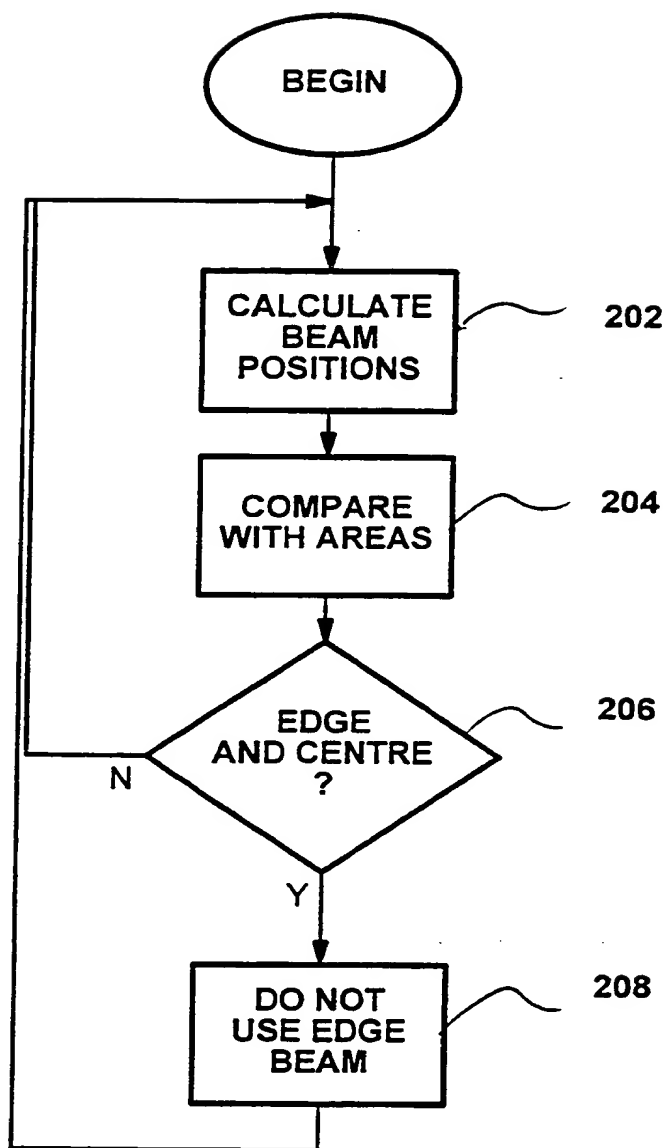 BEGIN
CALCULATE
BEAM
POSITIONS
202
COMPARE
WITH AREAS
204
EDGE
AND CENTRE
?
206
N
Y
DO NOT
USE EDGE
BEAM
208